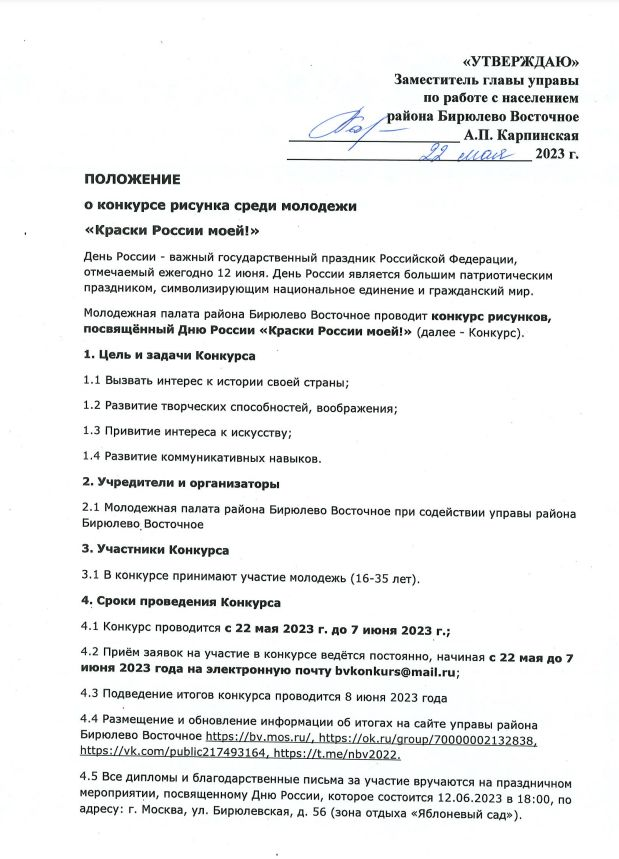 «УТВЕРЖДАЮ»
Заместитель главы управы
по работе с населением
района Бирюлево Восточное
А.П. Карпинская
22 мая 2023 г.
ПОЛОЖЕНИЕ
о конкурсе рисунка среди молодежи
«Краски России моей!»
День России - важный государственный праздник Российской Федерации,
отмечаемый ежегодно 12 июня. День России является большим патриотическим
праздником, символизирующим национальное единение и гражданский мир.
Молодежная палата района Бирюлево Восточное проводит конкурс рисунков,
посвящённый Дню России «Краски России моей!» (далее - Конкурс).
1. Цель и задачи Конкурса
1.1 Вызвать интерес к истории своей страны;
1.2 Развитие творческих способностей, воображения;
1.3 Привитие интереса к искусству;
1.4 Развитие коммуникативных навыков.
2. Учредители и организаторы
2.1 Молодежная палата района Бирюлево Восточное при содействии управы района
Бирюлево Восточное
3. Участники Конкурса
3.1 В конкурсе принимают участие молодежь (16-35 лет).
4. Сроки проведения Конкурса
4.1 Конкурс проводится с 22 мая 2023 г. до 7 июня 2023 г.;
4.2 Приём заявок на участие в конкурсе ведётся постоянно, начиная с 22 мая до 7
июня 2023 года на электронную почту bvkonkurs@mail.ru;
4.3 Подведение итогов конкурса проводится 8 июня 2023 года
4.4 Размещение и обновление информации об итогах на сайте управы района
Бирюлево Восточное https://bv.mos.ru/, https://ok.ru/group/70000002132838,
https://vk.com/public217493164, https://t.me/nbv2022.
4.5 Все дипломы и благодарственные письма за участие вручаются на праздничном
мероприятии, посвященному Дню России, которое состоится 12.06.2023 в 18:00, по
адресу: г. Москва, ул. Бирюлевская, д. 56 (зона отдыха «Яблоневый сад»).